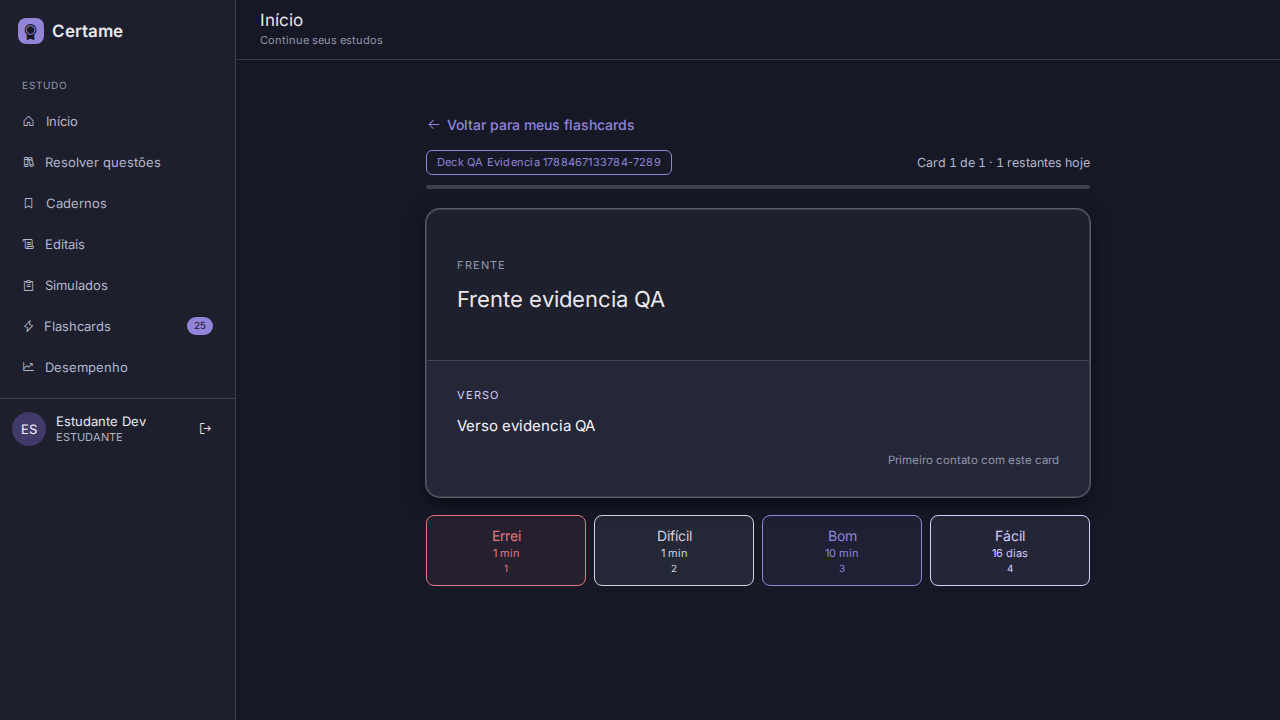 Certame
ESTUDO
Início
Resolver questões
Cadernos
Editais
Simulados
Flashcards
25
Desempenho
ES
Estudante Dev
ESTUDANTE
Início
Continue seus estudos
← Voltar para meus flashcards
Deck QA Evidencia 1788467133784-7289
Card 1 de 1 · 1 restantes hoje
FRENTE
Frente evidencia QA
VERSO
Verso evidencia QA
Primeiro contato com este card
Errei
1 min
1
Difícil
1 min
2
Bom
10 min
3
Fácil
16 dias
4